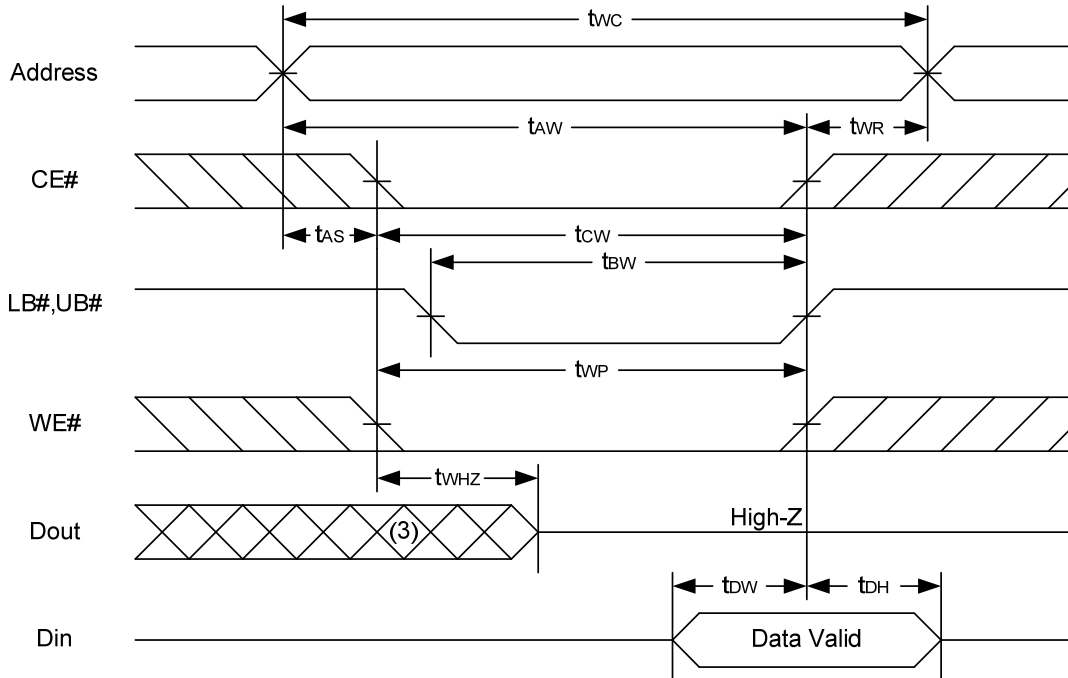 tWC
Address
tAW
tWR
CE#
tAS
tCW
tBW
LB#,UB#
tWP
WE#
tWHZ
Dout
(3)
High-Z
tDW
tDH
Din
Data Valid